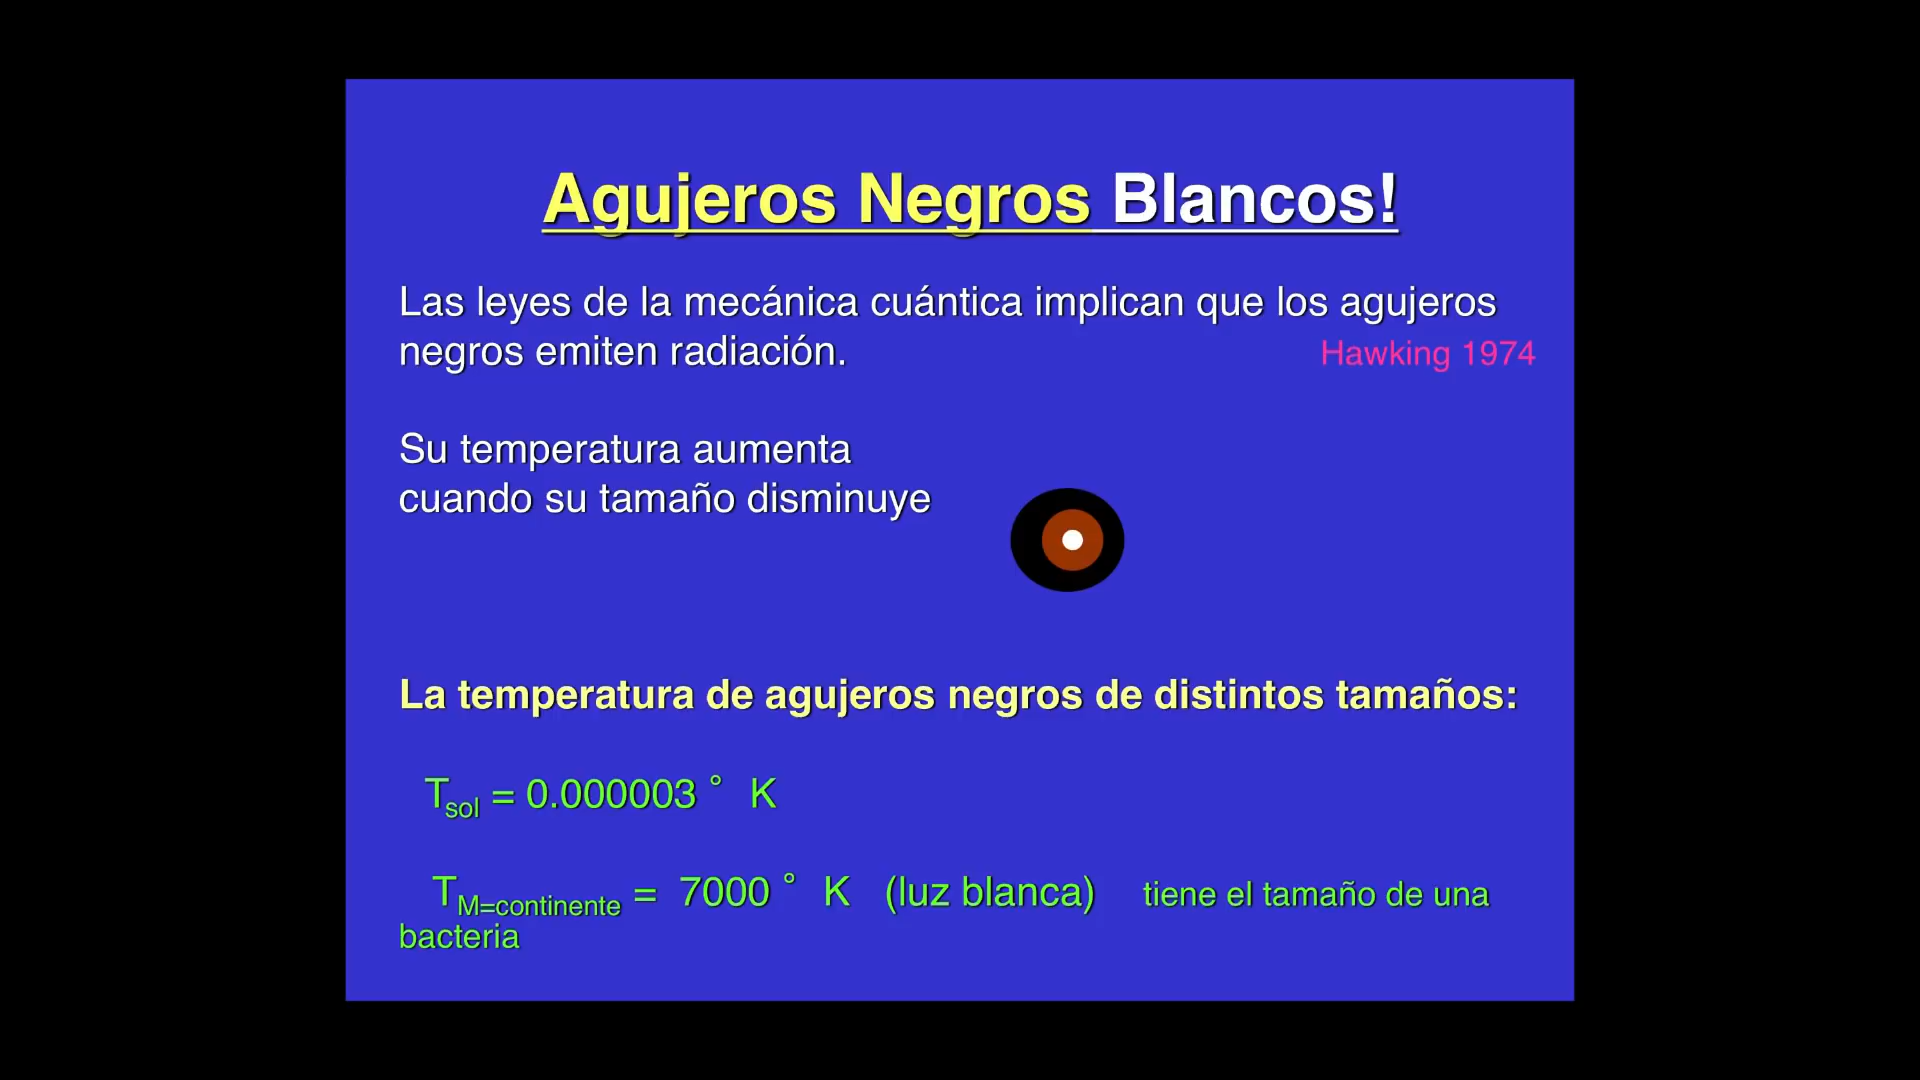 Agujeros Negros Blancos!
Las leyes de la mecánica cuántica implican que los agujeros
negros emiten radiación. Hawking 1974
Su temperatura aumenta
cuando su tamaño disminuye
La temperatura de agujeros negros de distintos tamaños:
Tsol = 0.000003 ° K
TM=continente = 7000 ° K (luz blanca) tiene el tamaño de una
bacteria